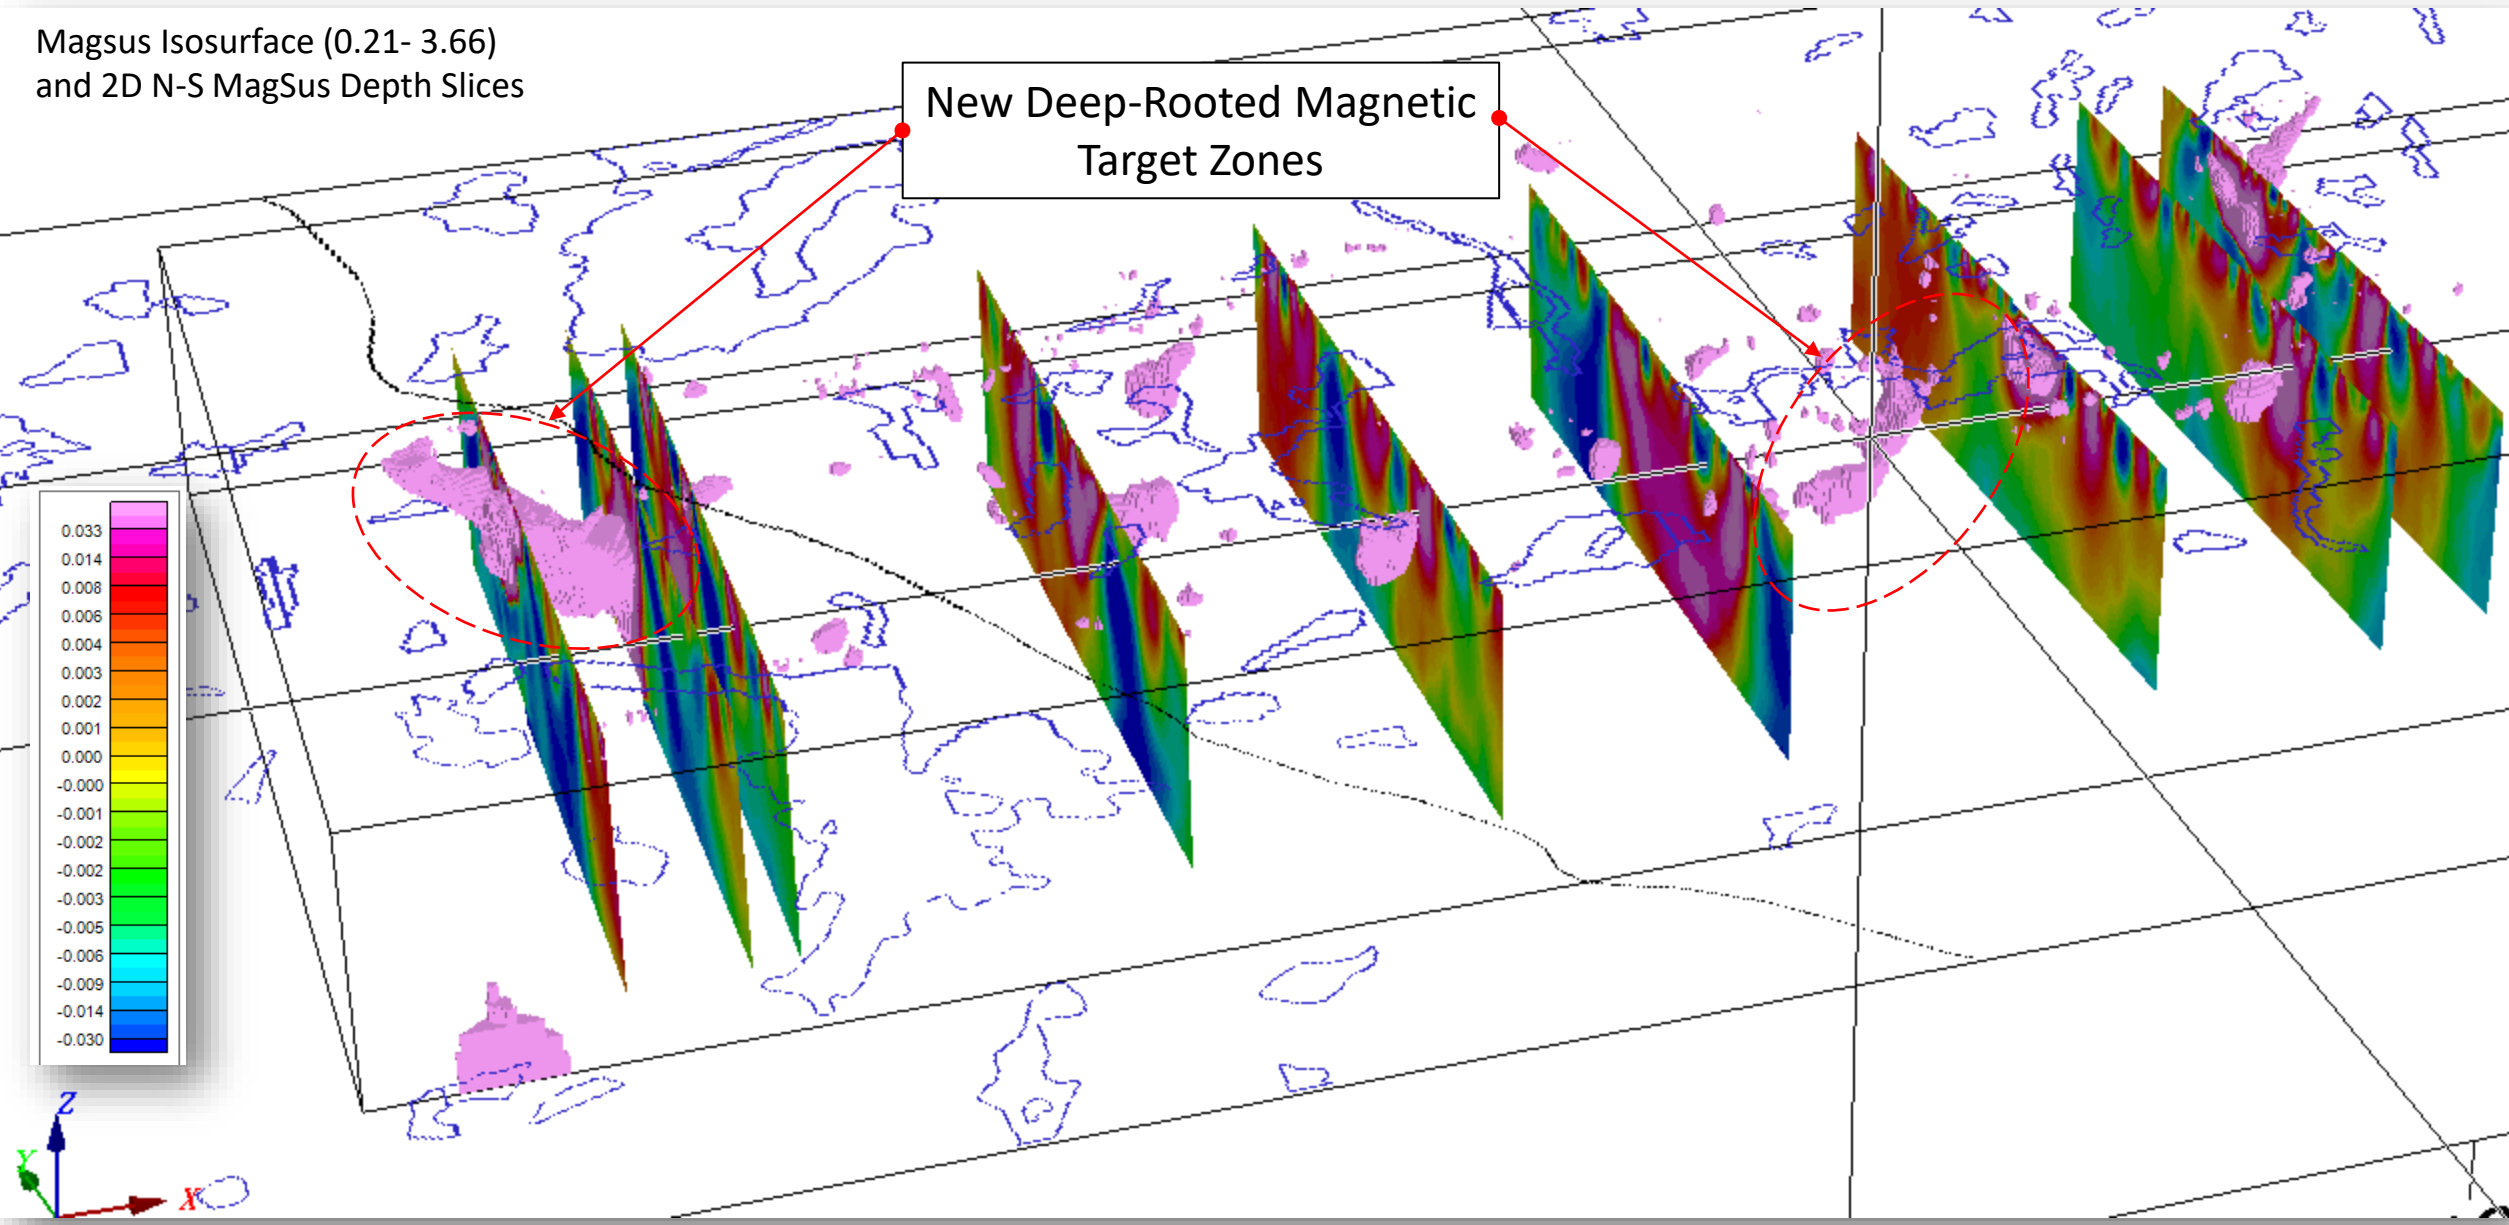 Magsus Isosurface (0.21- 3.66)
and 2D N-S MagSus Depth Slices
New Deep-Rooted Magnetic
Target Zones
0.033
0.014
0.008
0.006
0.004
0.003
0.002
0.001
0.000
-0.000
-0.001
-0.002
-0.002
-0.003
-0.005
-0.006
-0.009
-0.014
-0.030
Z
Y
X